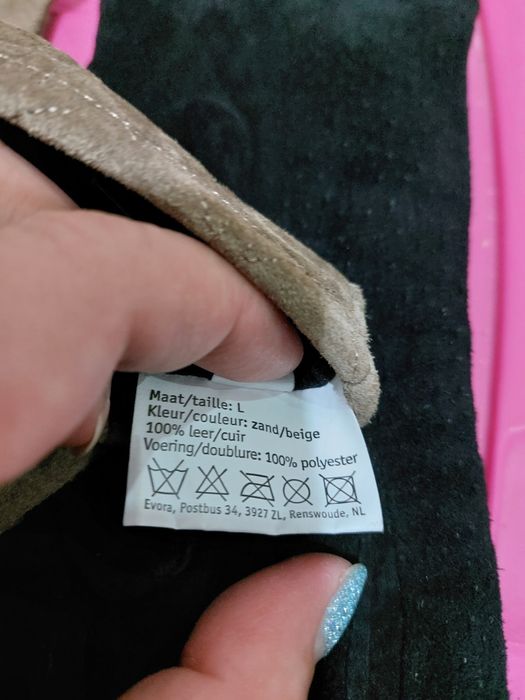 Maat/taille: L
Kleur/couleur: zand/beige
100% leer/cuir
Voering/doublure: 100% polyester
Evora, Postbus 34, 3927 ZL, Renswoude, NL